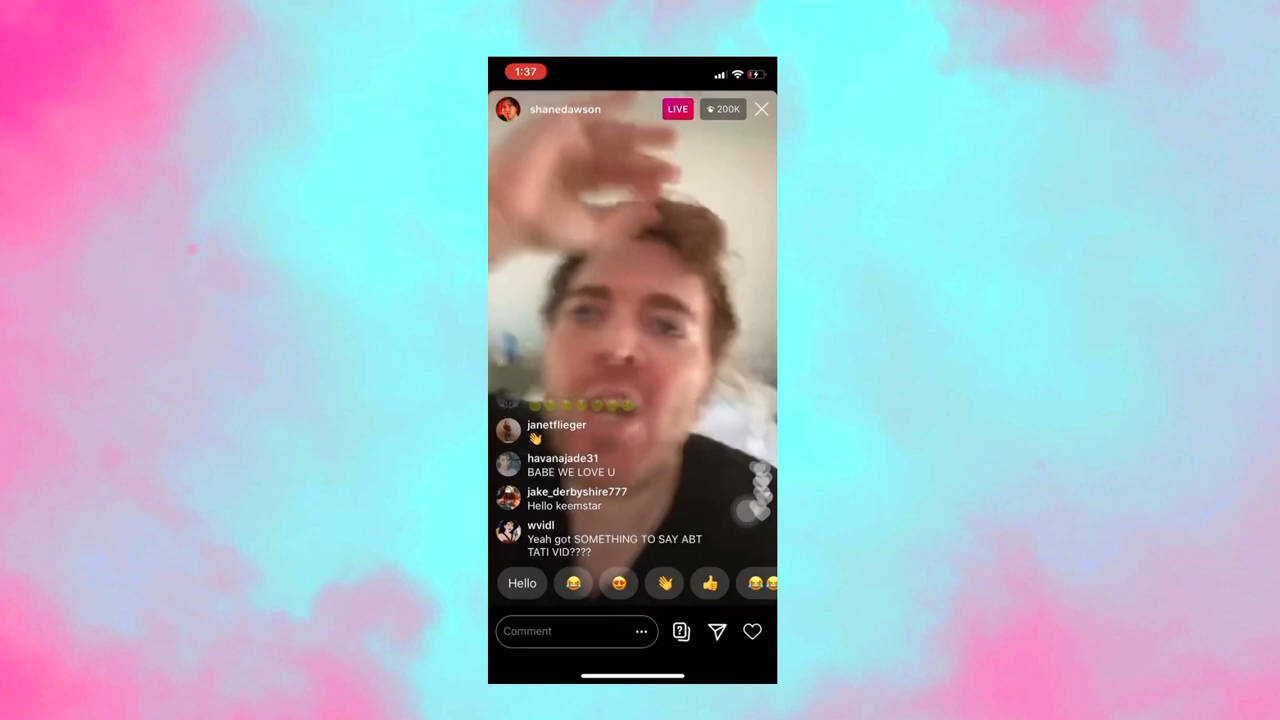 1:37
shanedawson
LIVE
200K
janetflieger
havanajade31
BABE WE LOVE U
jake_derbyshire777
Hello keemstar
wvidl
Yeah got SOMETHING TO SAY ABT
TATI VID????
Hello
Comment